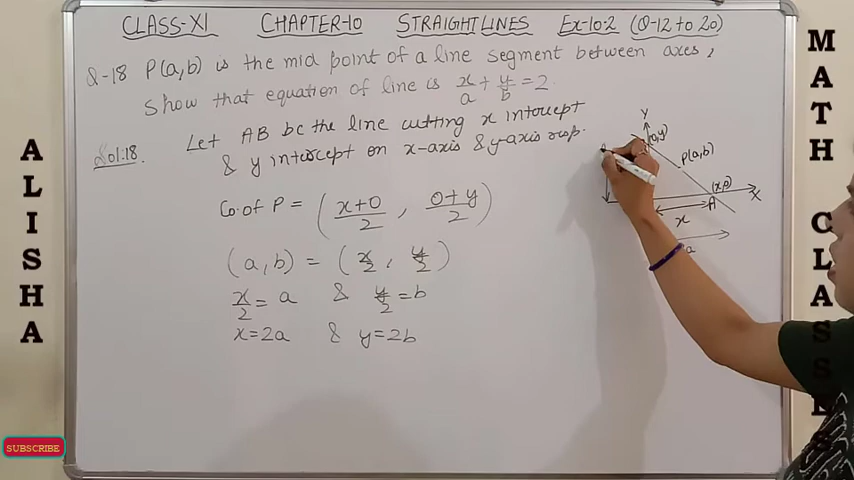 CLASS-XI CHAPTER-10 STRAIGHT LINES Ex-10.2 (Q-12 to 20)
Q-18 P(a,b) is the mid point of a line segment between axes,
Show that equation of line is x/a + y/b = 2.
Sol:18. Let AB be the line cutting x intercept
& y intercept on x-axis & y-axis resp.
Co. of P = ( x+0/2 , 0+y/2 )
(a,b) = ( x/2 , y/2 )
x/2 = a & y/2 = b
x=2a & y=2b
Y
(0,y)
P(a,b)
(x,0)
A
X
x
a
ALISHA
MATH CLASSES
SUBSCRIBE